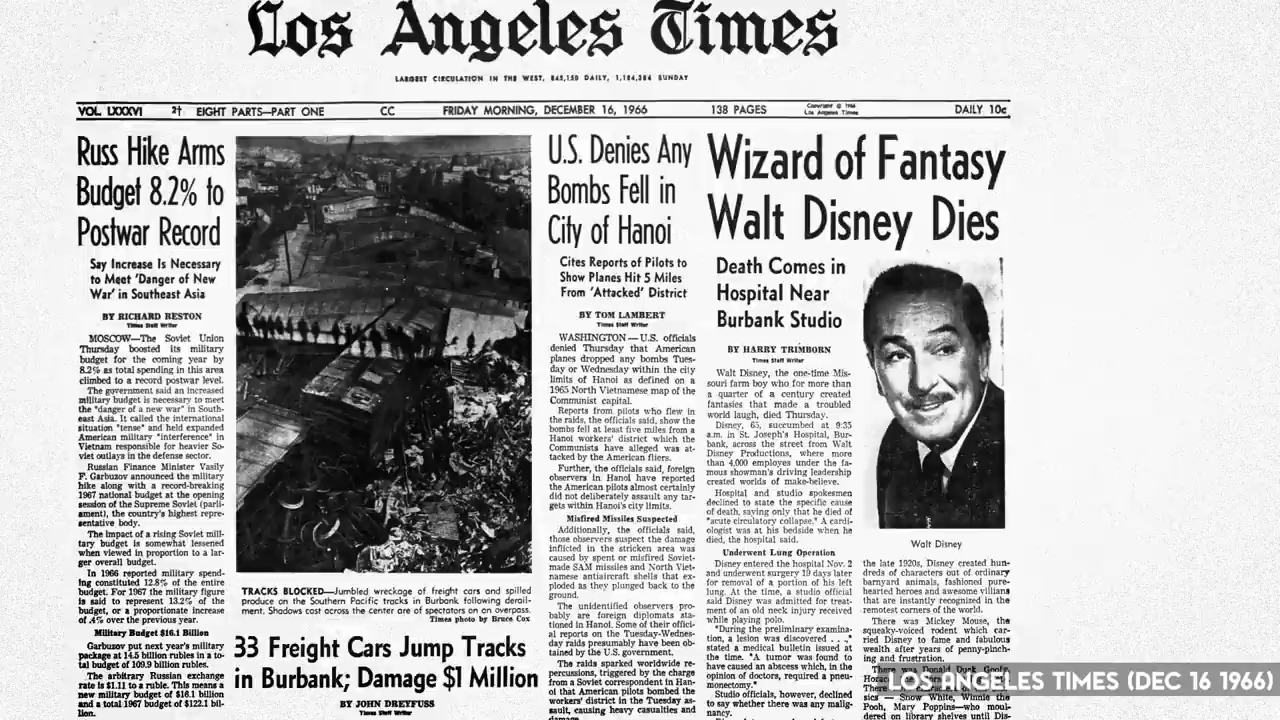 Los Angeles Times
LARGEST CIRCULATION IN THE WEST, 845,150 DAILY, 1,184,384 SUNDAY
VOL LXXXVI 2† EIGHT PARTS—PART ONE CC FRIDAY MORNING, DECEMBER 16, 1966 138 PAGES Copyright © 1966 Los Angeles Times DAILY 10c
Russ Hike Arms
Budget 8.2% to
Postwar Record
Say Increase Is Necessary
to Meet 'Danger of New
War' in Southeast Asia
BY RICHARD RESTON
Times Staff Writer
MOSCOW—The Soviet Union
Thursday boosted its military
budget for the coming year by
8.2% as total spending in this area
climbed to a record postwar level.
The government said an increased
military budget is necessary to meet
the "danger of a new war" in South-
east Asia. It called the international
situation "tense" and held expanded
American military "interference" in
Vietnam responsible for heavier So-
viet outlays in the defense sector.
Russian Finance Minister Vasily
F. Garbuzov announced the military
hike along with a record-breaking
1967 national budget at the opening
session of the Supreme Soviet (parli-
ament), the country's highest repre-
sentative body.
The impact of a rising Soviet mili-
tary budget is somewhat lessened
when viewed in proportion to a lar-
ger overall budget.
In 1966 reported military spend-
ing constituted 12.8% of the entire
budget. For 1967 the military figure
is said to represent 13.2% of the
budget, or a proportionate increase
of .4% over the previous year.
Military Budget $16.1 Billion
Garbuzov put next year's military
package at 14.5 billion rubles in a to-
tal budget of 109.9 billion rubles.
The arbitrary Russian exchange
rate is $1.11 to a ruble. This means a
new military budget of $16.1 billion
and a total 1967 budget of $122.1 bil-
lion.
TRACKS BLOCKED—Jumbled wreckage of freight cars and spilled
produce on the Southern Pacific tracks in Burbank following derail-
ment. Shadows cast across the center are of spectators on an overpass.
Times photo by Bruce Cox
33 Freight Cars Jump Tracks
in Burbank; Damage $1 Million
BY JOHN DREYFUSS
Times Staff Writer
U.S. Denies Any
Bombs Fell in
City of Hanoi
Cites Reports of Pilots to
Show Planes Hit 5 Miles
From 'Attacked' District
BY TOM LAMBERT
Times Staff Writer
WASHINGTON—U.S. officials
denied Thursday that American
planes dropped any bombs Tues-
day or Wednesday within the city
limits of Hanoi as defined on a
1965 North Vietnamese map of the
Communist capital.
Reports from pilots who flew in
the raids, the officials said, show the
bombs fell at least five miles from a
Hanoi workers' district which the
Communists have alleged was at-
tacked by the American fliers.
Further, the officials said, foreign
observers in Hanoi have reported
the American pilots almost certainly
did not deliberately assault any tar-
gets within Hanoi's city limits.
Misfired Missiles Suspected
Additionally, the officials said,
those observers suspect the damage
inflicted in the stricken area was
caused by spent or misfired Soviet-
made SAM missiles and North Viet-
namese antiaircraft shells that ex-
ploded as they plunged back to the
ground.
The unidentified observers pro-
bably are foreign diplomats sta-
tioned in Hanoi. Some of their offici-
al reports on the Tuesday-Wednes-
day raids presumably have been ob-
tained by the U.S. government.
The raids sparked worldwide re-
percussions, triggered by the charge
from a Soviet correspondent in Han-
oi that American pilots bombed the
workers' district in the Tuesday as-
sault, causing heavy casualties and
damage.
Wizard of Fantasy
Walt Disney Dies
Death Comes in
Hospital Near
Burbank Studio
BY HARRY TRIMBORN
Times Staff Writer
Walt Disney, the one-time Mis-
souri farm boy who for more than
a quarter of a century created
fantasies that made a troubled
world laugh, died Thursday.
Disney, 65, succumbed at 9:35
a.m. in St. Joseph's Hospital, Bur-
bank, across the street from Walt
Disney Productions, where more
than 4,000 employes under the fa-
mous showman's driving leadership
created worlds of make-believe.
Hospital and studio spokesmen
declined to state the specific cause
of death, saying only that he died of
"acute circulatory collapse." A cardi-
ologist was at his bedside when he
died, the hospital said.
Underwent Lung Operation
Disney entered the hospital Nov. 2
and underwent surgery 19 days later
for removal of a portion of his left
lung. At the time, a studio official
said Disney was admitted for treat-
ment of an old neck injury received
while playing polo.
"During the preliminary examina-
tion, a lesion was discovered . . .,"
stated a medical bulletin issued at
the time. "A tumor was found to
have caused an abscess which, in the
opinion of doctors, required a pneu-
monectomy."
Studio officials, however, declined
to say whether there was any malig-
nancy.
Walt Disney
the late 1920s, Disney created hun-
dreds of characters out of ordinary
barnyard animals, fashioned pure-
hearted heroes and awesome villians
that are instantly recognized in the
remotest corners of the world.
There was Mickey Mouse, the
squeaky-voiced rodent which car-
ried Disney to fame and fabulous
wealth after years of penny-pinch-
ing and frustration.
There was Donald Duck, Goofy,
sics — Snow White, Winnie the
Pooh, Mary Poppins—who moul-
dered on library shelves until Dis-
LOS ANGELES TIMES (DEC 16 1966)